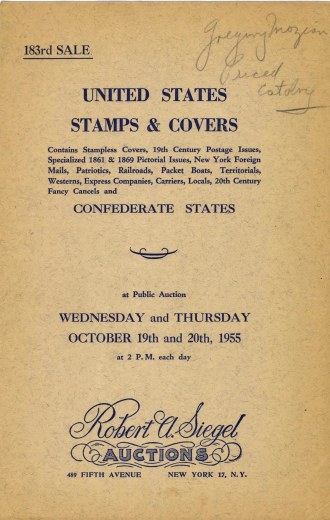 183rd SALE
Gregory Mozian
Priced
Catalog
UNITED STATES
STAMPS & COVERS
Contains Stampless Covers, 19th Century Postage Issues,
Specialized 1861 & 1869 Pictorial Issues, New York Foreign
Mails, Patriotics, Railroads, Packet Boats, Territorials,
Westerns, Express Companies, Carriers, Locals, 20th Century
Fancy Cancels and
CONFEDERATE STATES
at Public Auction
WEDNESDAY and THURSDAY
OCTOBER 19th and 20th, 1955
at 2 P. M. each day
Robert A. Siegel
AUCTIONS
489 FIFTH AVENUE NEW YORK 17, N. Y.